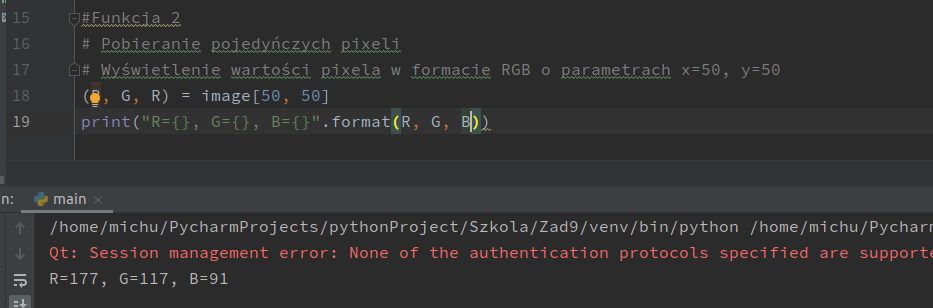 15 #Funkcja 2
16 # Pobieranie pojedyńczych pixeli
17 # Wyświetlenie wartości pixela w formacie RGB o parametrach x=50, y=50
18 ( , G, R) = image[50, 50]
19 print("R={}, G={}, B={}".format(R, G, B))
n: main ×
/home/michu/PycharmProjects/pythonProject/Szkola/Zad9/venv/bin/python /home/michu/Pycharm
Qt: Session management error: None of the authentication protocols specified are supporte
R=177, G=117, B=91